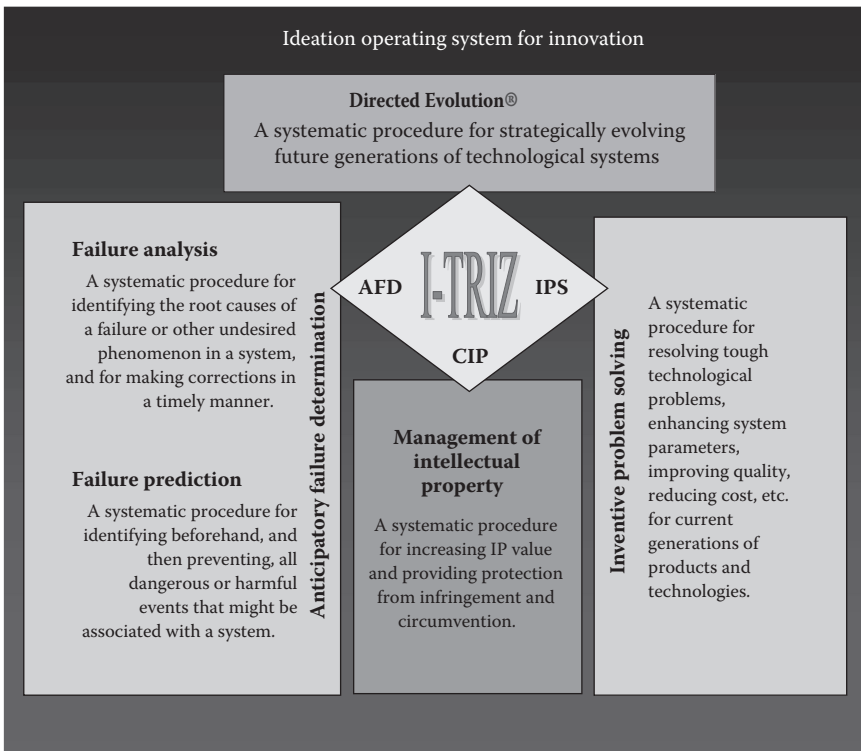 Ideation operating system for innovation
Directed Evolution®
A systematic procedure for strategically evolving
future generations of technological systems
AFD
I-TRIZ
IPS
CIP
Failure analysis
A systematic procedure for
identifying the root causes of
a failure or other undesired
phenomenon in a system,
and for making corrections in
a timely manner.
Failure prediction
A systematic procedure for
identifying beforehand, and
then preventing, all
dangerous or harmful
events that might be
associated with a system.
Anticipatory failure determination
Management of
intellectual
property
A systematic procedure
for increasing IP value
and providing protection
from infringement and
circumvention.
Inventive problem solving
A systematic
procedure for
resolving tough
technological
problems,
enhancing system
parameters,
improving quality,
reducing cost, etc.
for current
generations of
products and
technologies.